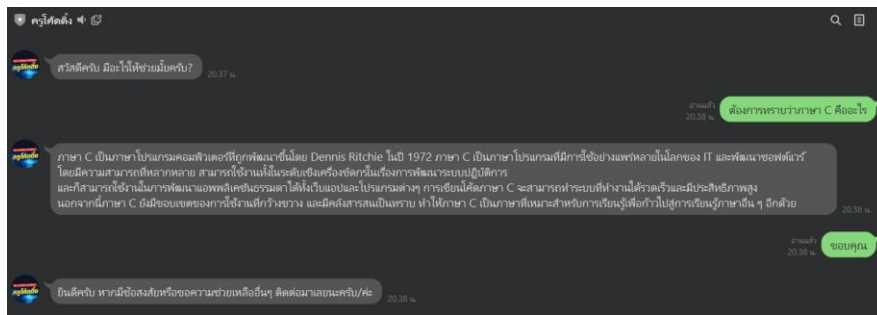 ครูโค้ดดิ้ง
สวัสดีครับ มีอะไรให้ช่วยมั้ยครับ?
20.37 น.
อ่านแล้ว
20.38 น.
ต้องการทราบว่าภาษา C คืออะไร
ภาษา C เป็นภาษาโปรแกรมคอมพิวเตอร์ที่ถูกพัฒนาขึ้นโดย Dennis Ritchie ในปี 1972 ภาษา C เป็นภาษาโปรแกรมที่มีการใช้อย่างแพร่หลายในโลกของ IT และพัฒนาซอฟต์แวร์
โดยมีความสามารถที่หลากหลาย สามารถใช้งานทั้งในระดับเชิงเครื่องจักรในเรื่องการพัฒนาระบบปฏิบัติการ
และก็สามารถใช้งานในการพัฒนาแอพพลิเคชันธรรมดาได้ทั้งเว็บแอปและโปรแกรมต่างๆ การเขียนโค้ดภาษา C จะสามารถทำระบบที่ทำงานได้รวดเร็วและมีประสิทธิภาพสูง
นอกจากนี้ภาษา C ยังมีขอบเขตของการใช้งานที่กว้างขวาง และมีคลังสารสนเป็นทราบ ทำให้ภาษา C เป็นภาษาที่เหมาะสำหรับการเรียนรู้เพื่อก้าวไปสู่การเรียนรู้ภาษาอื่น ๆ อีกด้วย
20.38 น.
อ่านแล้ว
20.38 น.
ขอบคุณ
ยินดีครับ หากมีข้อสงสัยหรือขอความช่วยเหลืออื่นๆ ติดต่อมาเลยนะครับ/ค่ะ
20.38 น.